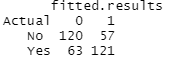 fitted.results
Actual 0 1
No 120 57
Yes 63 121